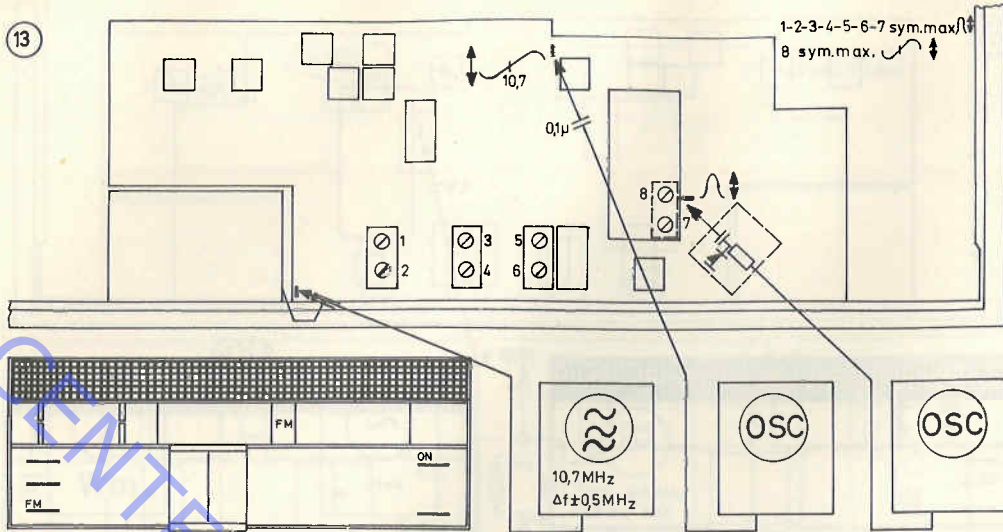 13
1-2-3-4-5-6-7 sym.max.
8 sym.max.
10,7
0,1µ
8
7
1
3
5
2
4
6
FM
ON
FM
OSC
OSC
10,7MHz
Δf±0,5MHz
CENTE